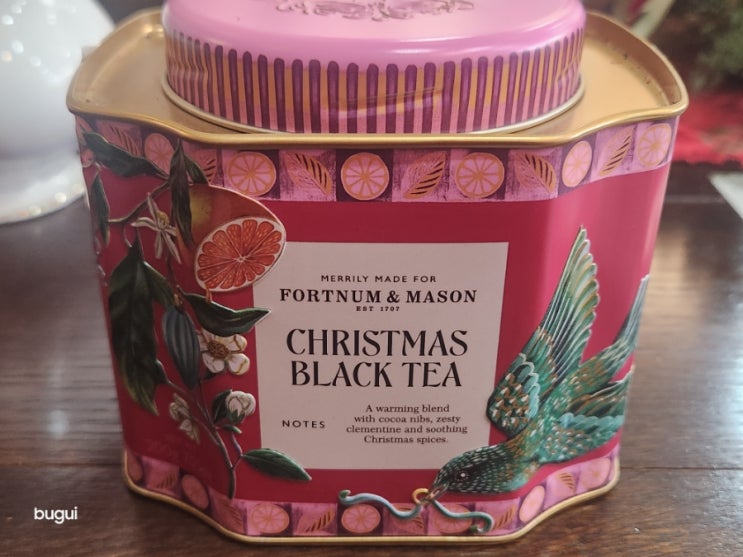 MERRILY MADE FOR
FORTNUM & MASON
EST 1707
CHRISTMAS
BLACK TEA
NOTES
A warming blend
with cocoa nibs, zesty
clementine and soothing
Christmas spices.
bugui